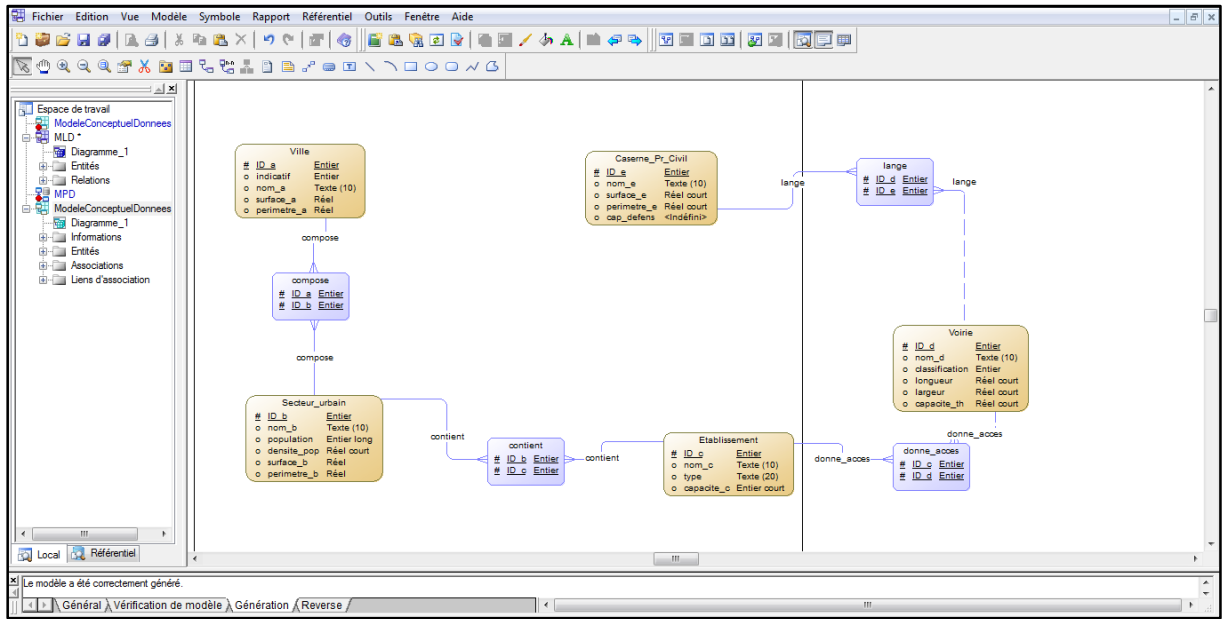 Fichier Edition Vue Modèle Symbole Rapport Référentiel Outils Fenêtre Aide
Espace de travail
ModeleConceptuelDonnees
MLD *
Diagramme_1
Entités
Relations
MPD
ModeleConceptuelDonnees
Diagramme_1
Informations
Entités
Associations
Liens d'association
Local Référentiel
Ville
# ID_a Entier
o indicatif Entier
o nom_a Texte (10)
o surface_a Réel
o perimetre_a Réel
compose
compose
# ID_a Entier
# ID_b Entier
compose
Secteur_urbain
# ID_b Entier
o nom_b Texte (10)
o population Entier long
o densite_pop Réel court
o surface_b Réel
o perimetre_b Réel
contient
contient
# ID_b Entier
# ID_c Entier
contient
Etablissement
# ID_c Entier
o nom_c Texte (10)
o type Texte (20)
o capacite_c Entier court
donne_acces
donne_acces
# ID_c Entier
# ID_d Entier
donne_acces
Caserne_Pr_Civil
# ID_e Entier
o nom_e Texte (10)
o surface_e Réel court
o perimetre_e Réel court
o cap_defens <Indéfini>
lange
lange
# ID_d Entier
# ID_e Entier
lange
Voirie
# ID_d Entier
o nom_d Texte (10)
o classification Entier
o longueur Réel court
o largeur Réel court
o capacite_th Réel court
Le modèle a été correctement généré.
Général Vérification de modèle Génération Reverse